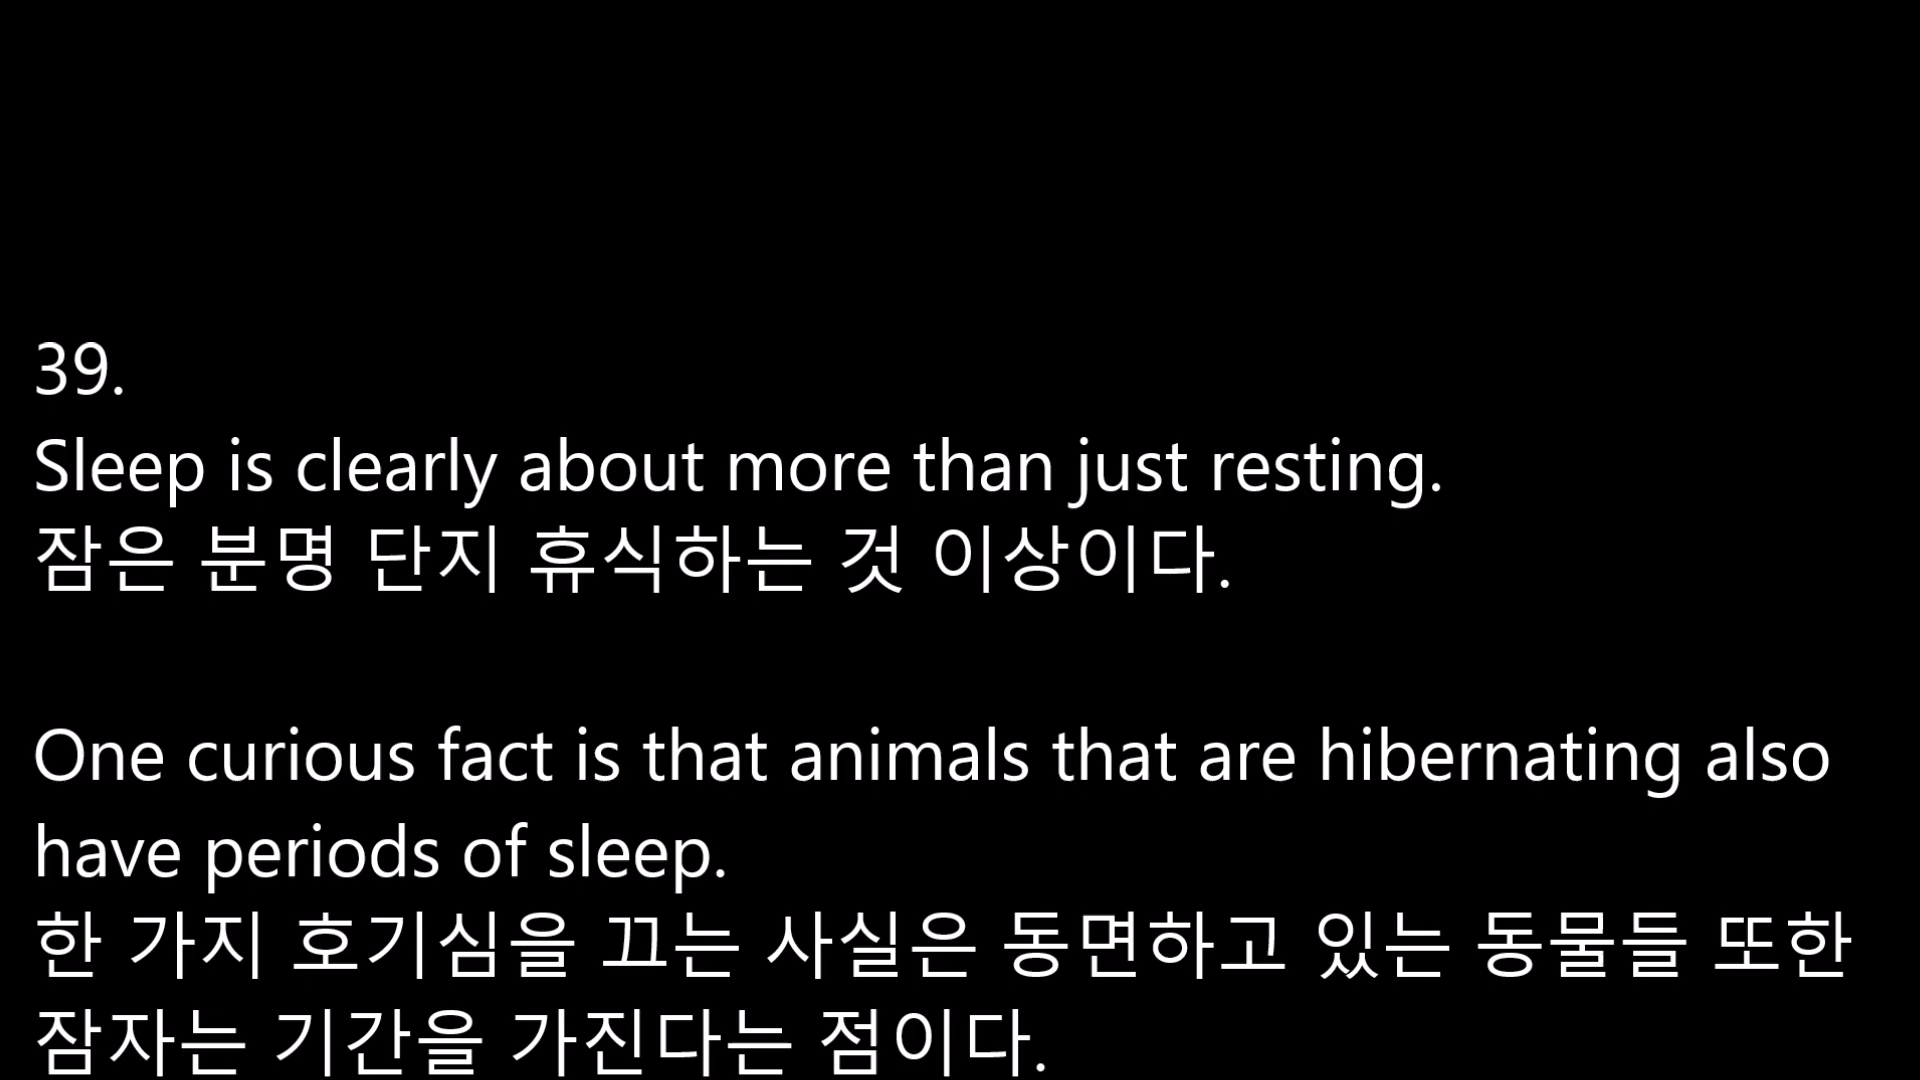 39.
Sleep is clearly about more than just resting.
잠은 분명 단지 휴식하는 것 이상이다.
One curious fact is that animals that are hibernating also
have periods of sleep.
한 가지 호기심을 끄는 사실은 동면하고 있는 동물들 또한
잠자는 기간을 가진다는 점이다.